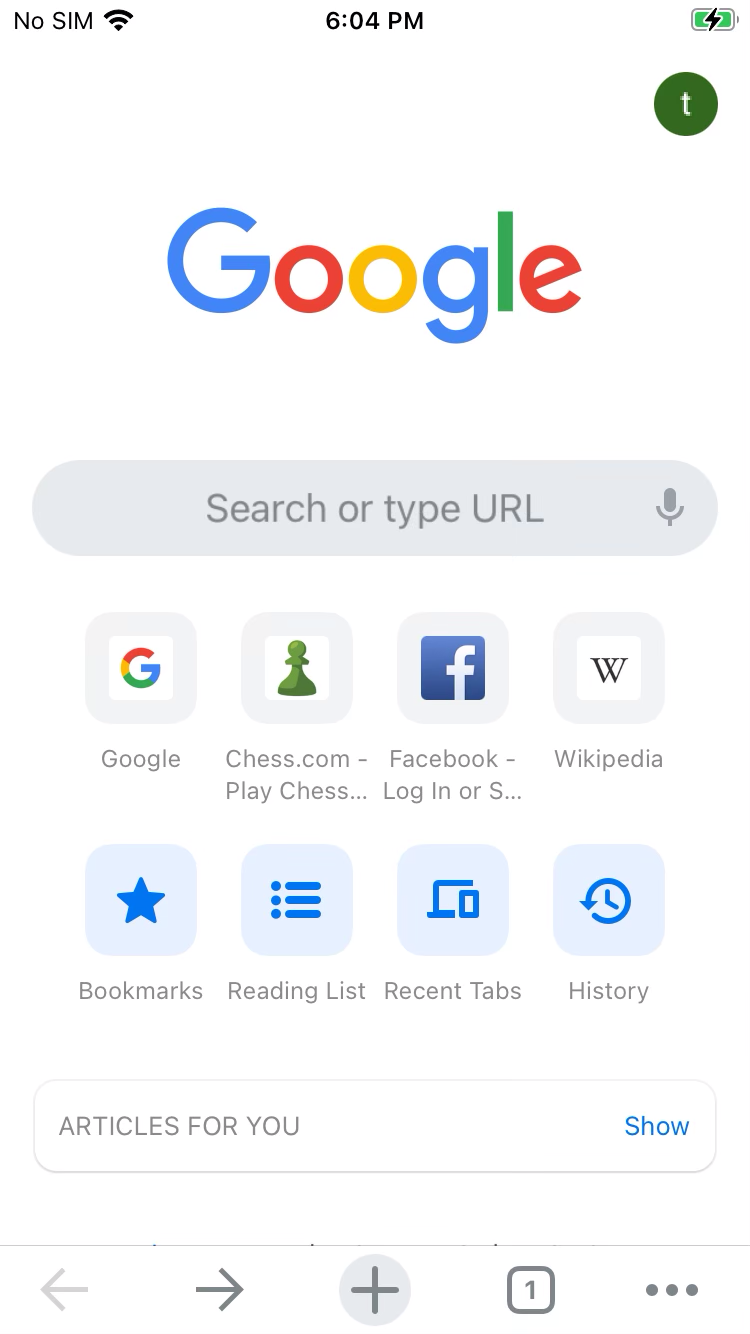 No SIM 6:04 PM
t
Google
Search or type URL
Google
Chess.com -
Play Chess...
Facebook -
Log In or S...
W
Wikipedia
Bookmarks
Reading List
Recent Tabs
History
ARTICLES FOR YOU
Show
1